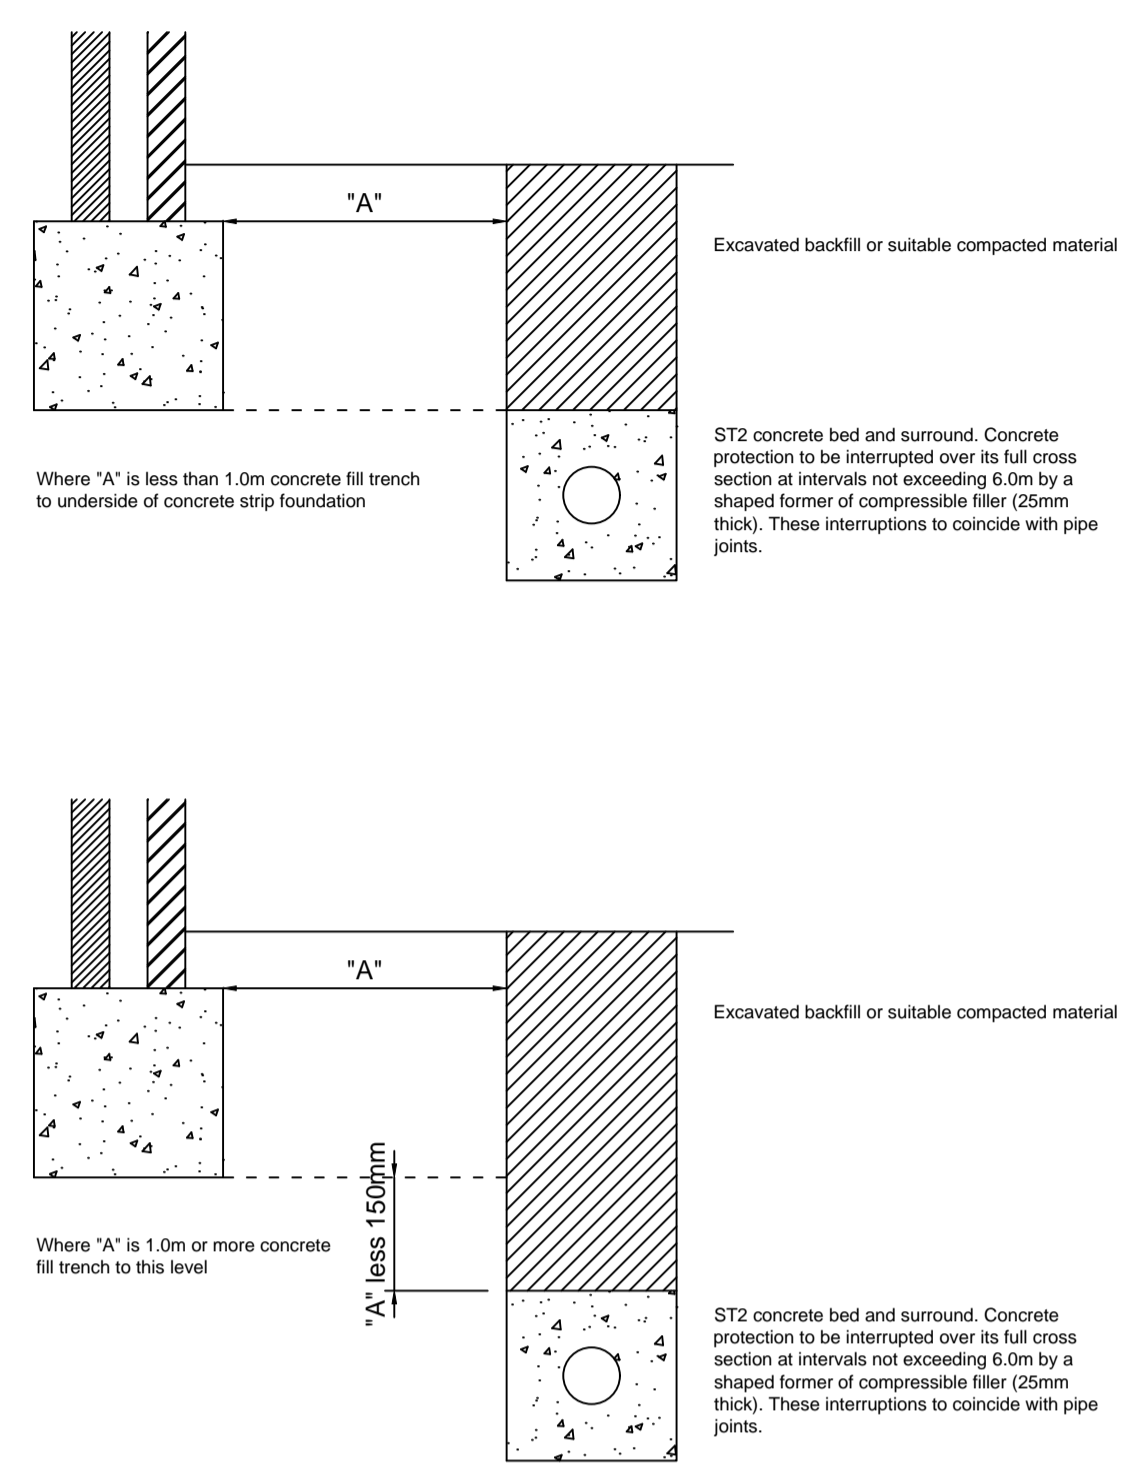 "A"
Excavated backfill or suitable compacted material
ST2 concrete bed and surround. Concrete
protection to be interrupted over its full cross
section at intervals not exceeding 6.0m by a
shaped former of compressible filler (25mm
thick). These interruptions to coincide with pipe
joints.
Where "A" is less than 1.0m concrete fill trench
to underside of concrete strip foundation
"A"
Excavated backfill or suitable compacted material
"A" less 150mm
Where "A" is 1.0m or more concrete
fill trench to this level
ST2 concrete bed and surround. Concrete
protection to be interrupted over its full cross
section at intervals not exceeding 6.0m by a
shaped former of compressible filler (25mm
thick). These interruptions to coincide with pipe
joints.